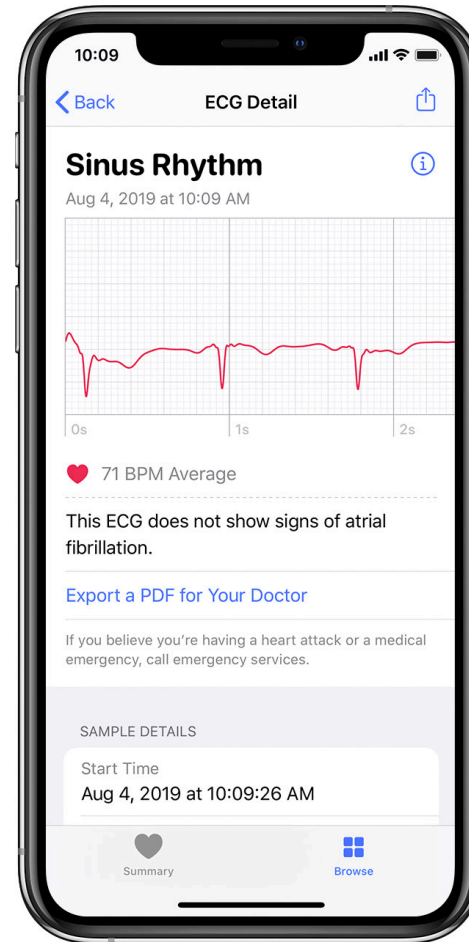 10:09
Back
ECG Detail
Sinus Rhythm
Aug 4, 2019 at 10:09 AM
0s
1s
2s
71 BPM Average
This ECG does not show signs of atrial
fibrillation.
Export a PDF for Your Doctor
If you believe you're having a heart attack or a medical
emergency, call emergency services.
SAMPLE DETAILS
Start Time
Aug 4, 2019 at 10:09:26 AM
Summary
Browse